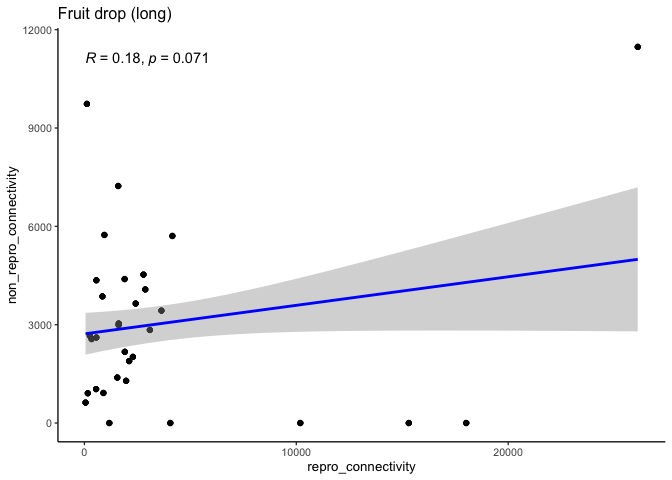 Fruit drop (long)
12000
R = 0.18, p = 0.071
9000
non_repro_connectivity
6000
3000
0
0 10000 20000
repro_connectivity